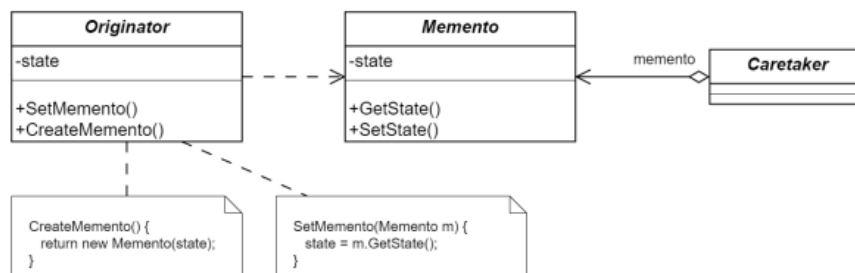 Originator
-state
+SetMemento()
+CreateMemento()
Memento
-state
+GetState()
+SetState()
memento
Caretaker
CreateMemento() {
return new Memento(state);
}
SetMemento(Memento m) {
state = m.GetState();
}